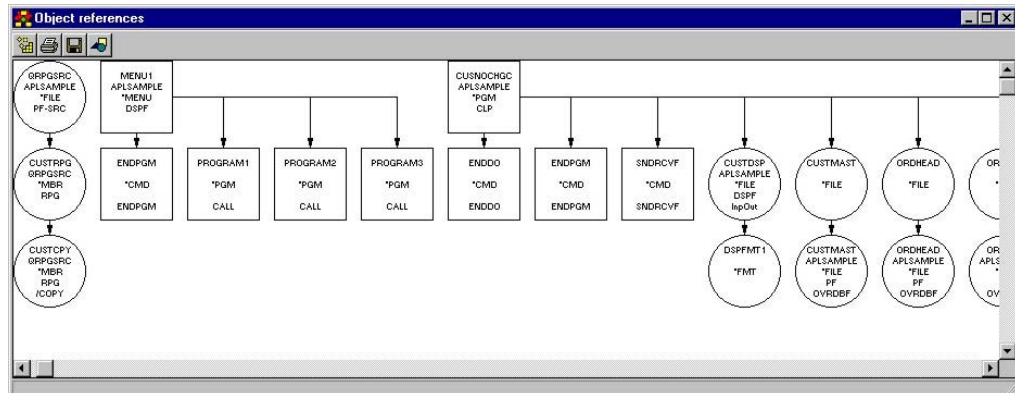 Object references
QRPGSRC
APLSAMPLE
*FILE
PF-SRC
MENU1
APLSAMPLE
*MENU
DSPF
CUSNOCHGC
APLSAMPLE
*PGM
CLP
CUSTRPG
QRPGSRC
*MBR
RPG
ENDPGM
*CMD
ENDPGM
PROGRAM1
*PGM
CALL
PROGRAM2
*PGM
CALL
PROGRAM3
*PGM
CALL
ENDDO
*CMD
ENDDO
ENDPGM
*CMD
ENDPGM
SNDRCVF
*CMD
SNDRCVF
CUSTDSP
APLSAMPLE
*FILE
DSPF
InpOut
CUSTMAST
*FILE
ORDHEAD
*FILE
CUSTCPY
QRPGSRC
*MBR
RPG
/COPY
DSPFMT1
*FMT
CUSTMAST
APLSAMPLE
*FILE
PF
OVRDBF
ORDHEAD
APLSAMPLE
*FILE
PF
OVRDBF